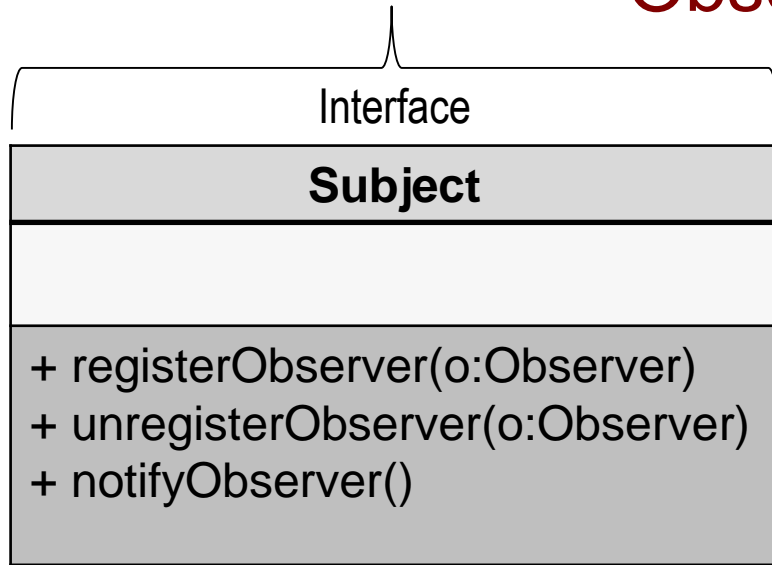 Interface
Subject
+ registerObserver(o:Observer)
+ unregisterObserver(o:Observer)
+ notifyObserver()